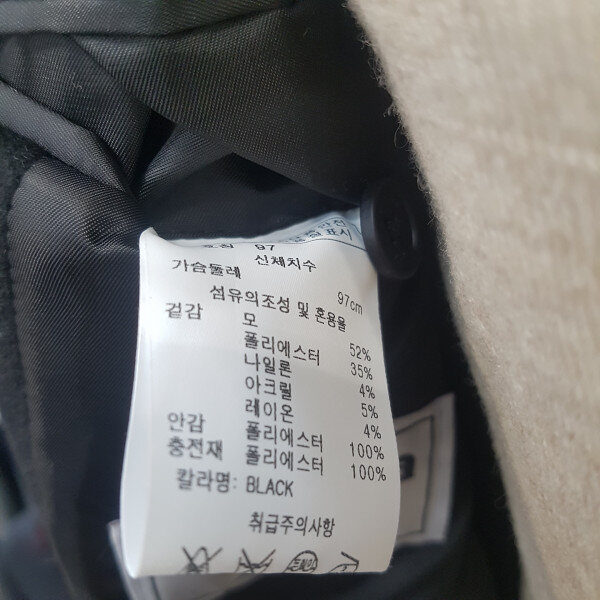 호칭 97
신체치수
가슴둘레 97cm
섬유의조성 및 혼용율
겉감 모 52%
폴리에스터 35%
나일론 4%
아크릴 5%
레이온 4%
안감 폴리에스터 100%
충전재 폴리에스터 100%
칼라명: BLACK
취급주의사항